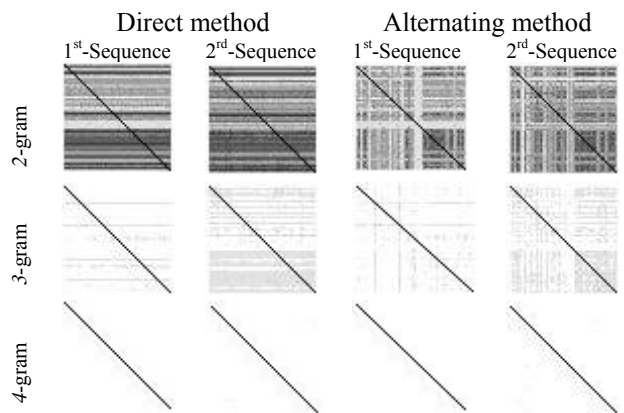 Direct method Alternating method
1st-Sequence 2rd-Sequence 1st-Sequence 2rd-Sequence
2-gram
3-gram
4-gram